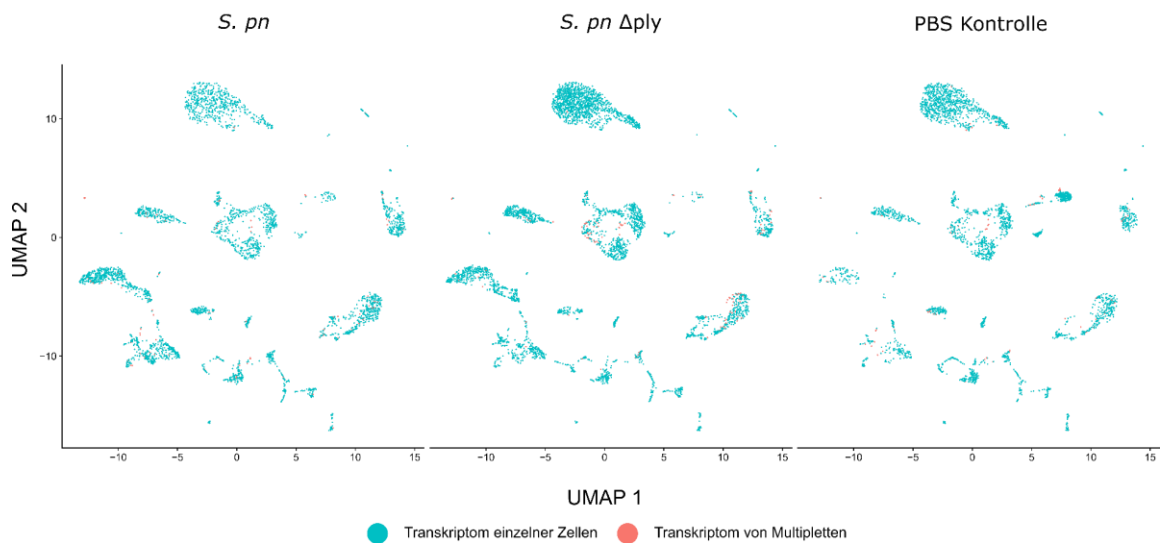 S. pn
S. pn Δply
PBS Kontrolle
UMAP 2
10
0
−10
−10 −5 0 5 10 15
−10 −5 0 5 10 15
−10 −5 0 5 10 15
UMAP 1
Transkriptom einzelner Zellen
Transkriptom von Multipletten